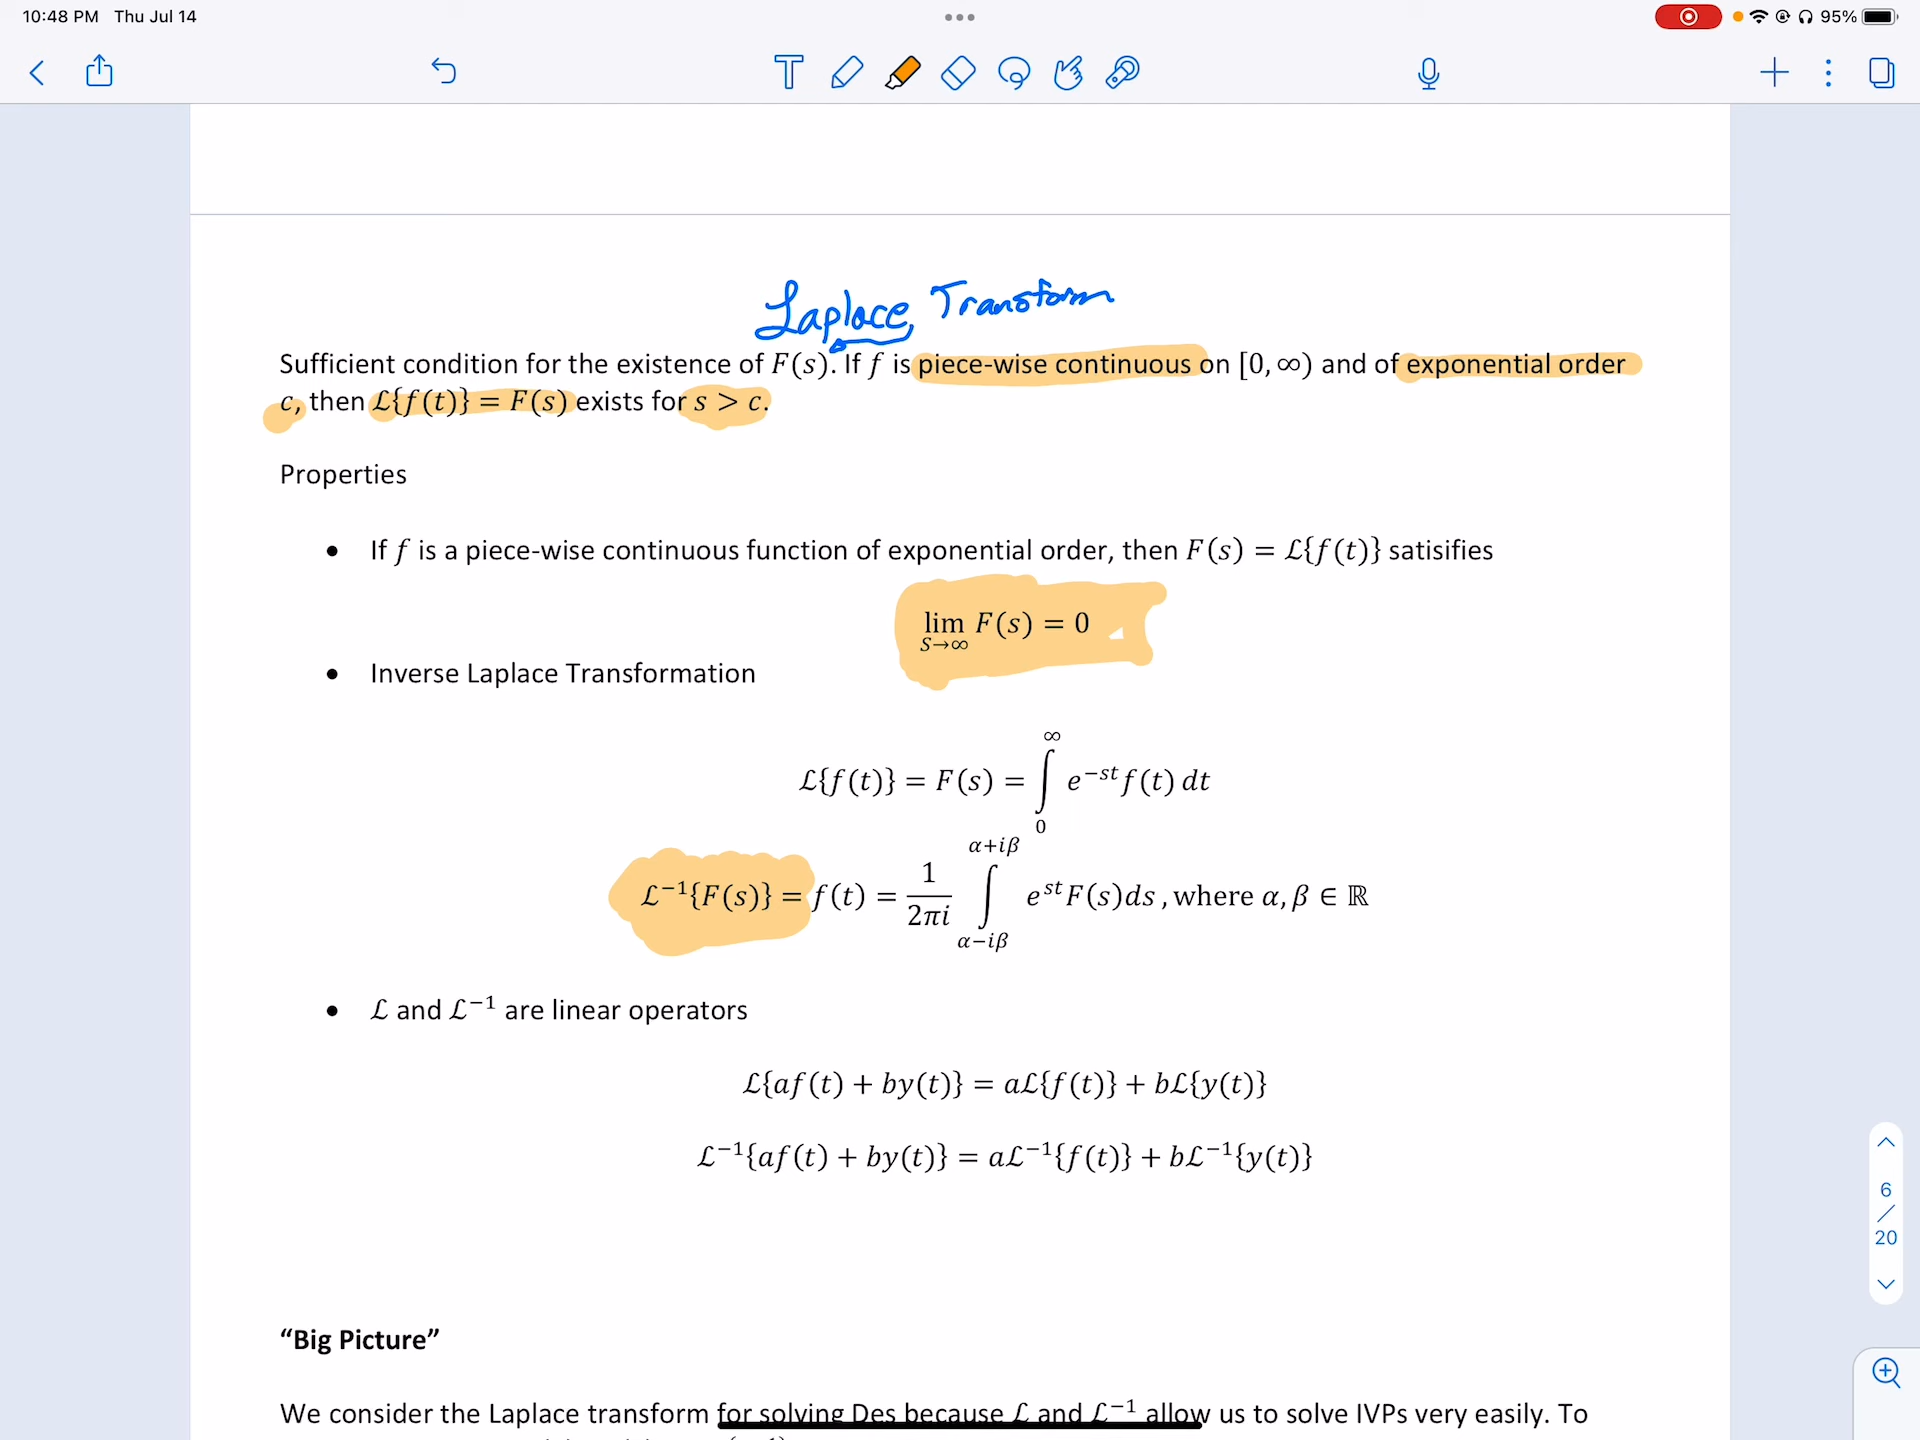 10:48 PM Thu Jul 14
95%
Laplace Transform
Sufficient condition for the existence of F(s). If f is piece-wise continuous on [0, ∞) and of exponential order
c, then ℒ{f(t)} = F(s) exists for s > c.
Properties
• If f is a piece-wise continuous function of exponential order, then F(s) = ℒ{f(t)} satisifies
lim F(s) = 0
S→∞
• Inverse Laplace Transformation
ℒ{f(t)} = F(s) = ∫₀^∞ e^{−st} f(t) dt
ℒ⁻¹{F(s)} = f(t) = 1/2πi ∫_{α−iβ}^{α+iβ} e^{st} F(s)ds , where α, β ∈ ℝ
• ℒ and ℒ⁻¹ are linear operators
ℒ{af(t) + by(t)} = aℒ{f(t)} + bℒ{y(t)}
ℒ⁻¹{af(t) + by(t)} = aℒ⁻¹{f(t)} + bℒ⁻¹{y(t)}
6
/
20
“Big Picture”
We consider the Laplace transform for solving Des because ℒ and ℒ⁻¹ allow us to solve IVPs very easily. To